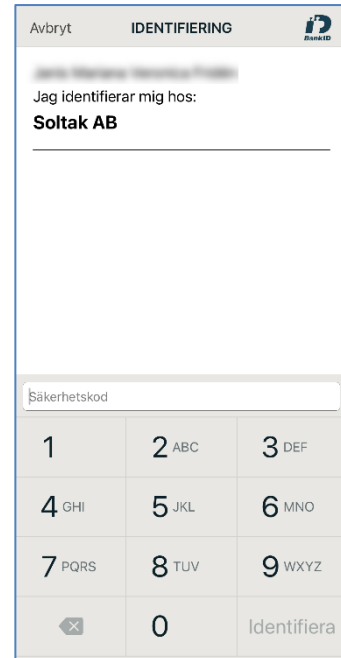 Avbryt IDENTIFIERING BankID
Jag identifierar mig hos:
Soltak AB
Säkerhetskod
1 2 ABC 3 DEF
4 GHI 5 JKL 6 MNO
7 PQRS 8 TUV 9 WXYZ
0 Identifiera